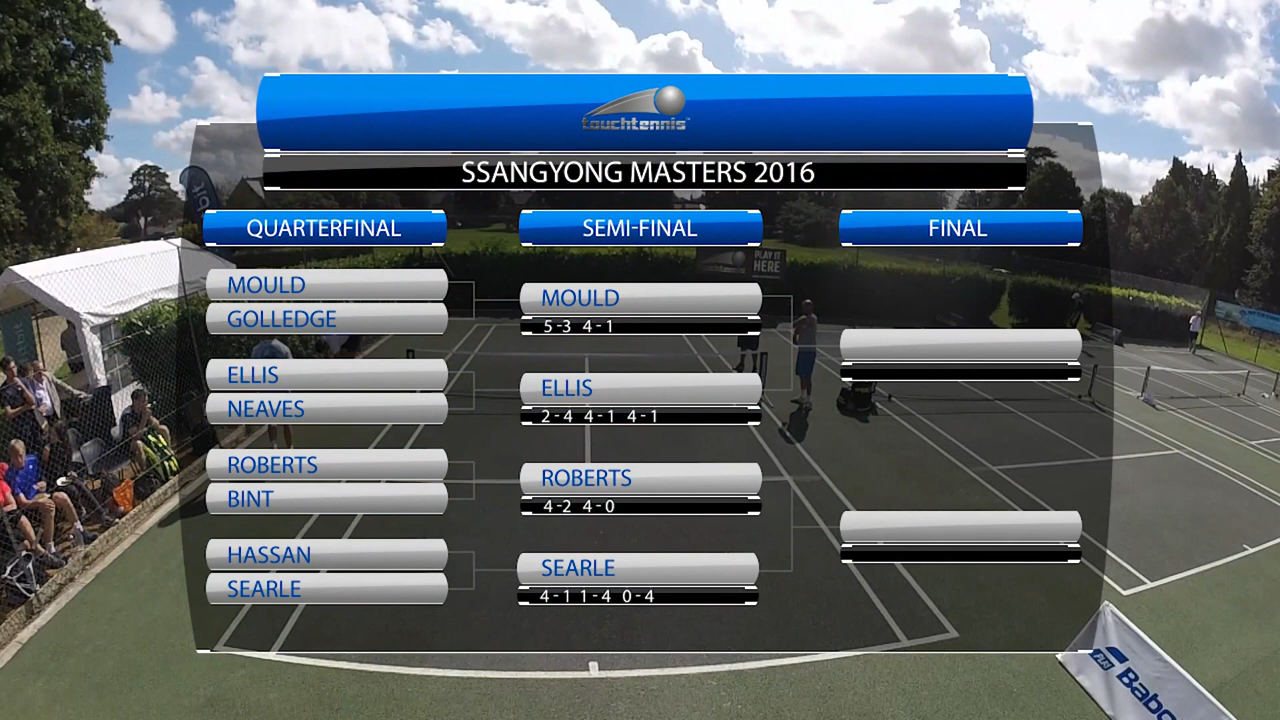 touchtennis
SSANGYONG MASTERS 2016
QUARTERFINAL
SEMI-FINAL
FINAL
MOULD
GOLLEDGE
ELLIS
NEAVES
ROBERTS
BINT
HASSAN
SEARLE
MOULD
5-3 4-1
ELLIS
2-4 4-1 4-1
ROBERTS
4-2 4-0
SEARLE
4-1 1-4 0-4
PLAY IT
HERE